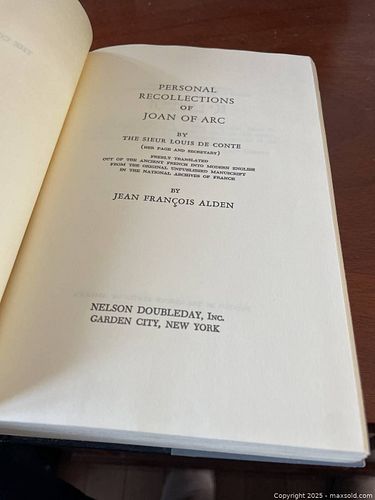 PERSONAL
RECOLLECTIONS
OF
JOAN OF ARC
BY
THE SIEUR LOUIS DE CONTE
(HER PAGE AND SECRETARY)
FREELY TRANSLATED
OUT OF THE ANCIENT FRENCH INTO MODERN ENGLISH
FROM THE ORIGINAL UNPUBLISHED MANUSCRIPT
IN THE NATIONAL ARCHIVES OF FRANCE
BY
JEAN FRANÇOIS ALDEN
NELSON DOUBLEDAY, INC.
GARDEN CITY, NEW YORK
Copyright © 2025 - maxsold.com